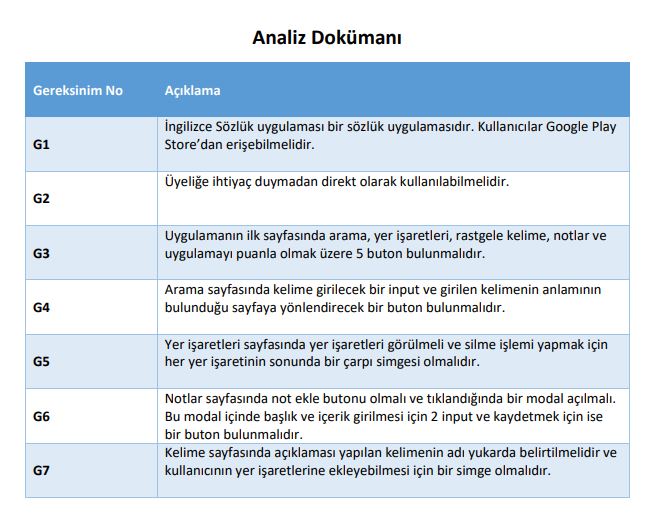 Analiz Dokümanı
Gereksinim No Açıklama
G1
İngilizce Sözlük uygulaması bir sözlük uygulamasıdır. Kullanıcılar Google Play
Store’dan erişebilmelidir.
G2
Üyeliğe ihtiyaç duymadan direkt olarak kullanılabilmelidir.
G3
Uygulamanın ilk sayfasında arama, yer işaretleri, rastgele kelime, notlar ve
uygulamayı puanla olmak üzere 5 buton bulunmalıdır.
G4
Arama sayfasında kelime girilecek bir input ve girilen kelimenin anlamının
bulunduğu sayfaya yönlendirecek bir buton bulunmalıdır.
G5
Yer işaretleri sayfasında yer işaretleri görülmeli ve silme işlemi yapmak için
her yer işaretinin sonunda bir çarpı simgesi olmalıdır.
G6
Notlar sayfasında not ekle butonu olmalı ve tıklandığında bir modal açılmalı.
Bu modal içinde başlık ve içerik girilmesi için 2 input ve kaydetmek için ise
bir buton bulunmalıdır.
G7
Kelime sayfasında açıklaması yapılan kelimenin adı yukarda belirtilmelidir ve
kullanıcının yer işaretlerine ekleyebilmesi için bir simge olmalıdır.